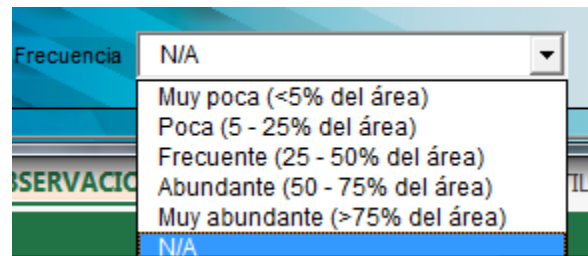 Frecuencia N/A
Muy poca (<5% del área)
Poca (5 - 25% del área)
Frecuente (25 - 50% del área)
Abundante (50 - 75% del área)
Muy abundante (>75% del área)
N/A